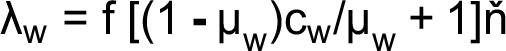 λw = f [(1 - μw)cw/μw + 1]ň